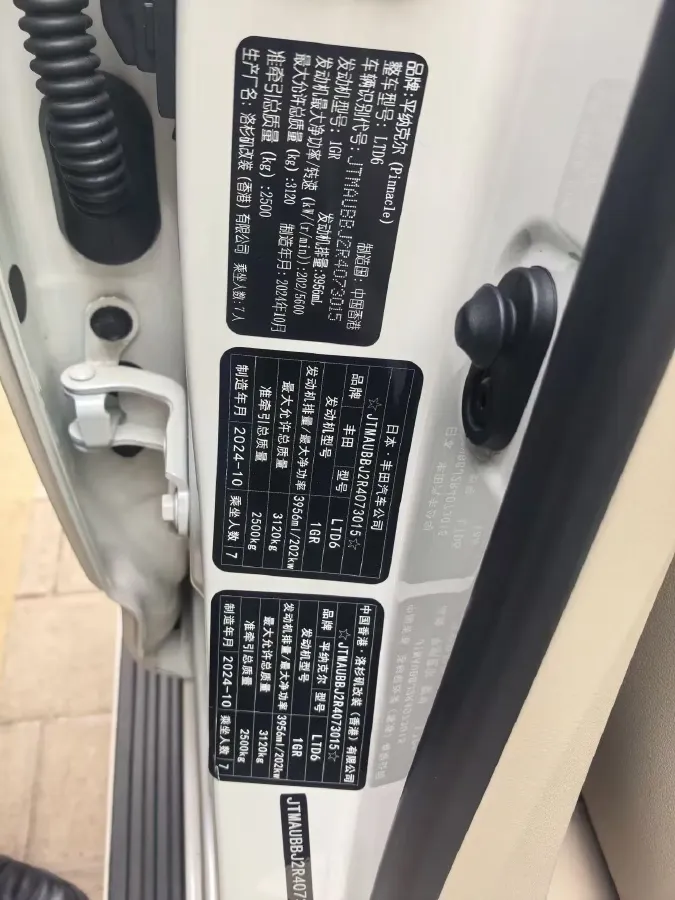 品牌:平纳克尔(Pinnacle) 制造国:中国香港
整车型号:LTD6
车辆识别代号:JTMAUBBJ2R4073015
发动机型号:1GR 发动机排量:3956mL
发动机最大净功率/转速(kW/(r/min)):202/5600
最大允许总质量(kg):3120 制造年月:2024年10月
准牵引总质量(kg):2500
生产厂名:洛杉矶改装(香港)有限公司 乘坐人数:7人
日本·丰田汽车公司
☆JTMAUBBJ2R4073015☆
品牌 丰田 型号 LTD6
发动机型号 1GR
发动机排量/最大净功率 3956ml/202kw
最大允许总质量 3120kg
准牵引总质量 2500kg
制造年月 2024-10 乘坐人数 7
中国香港·洛杉矶改装(香港)有限公司
☆JTMAUBBJ2R4073015☆
品牌 平纳克尔 型号 LTD6
发动机型号 1GR
发动机排量/最大净功率 3956ml/202kw
最大允许总质量 3120kg
准牵引总质量 2500kg
制造年月 2024-10 乘坐人数 7
JTMAUBBJ2R407